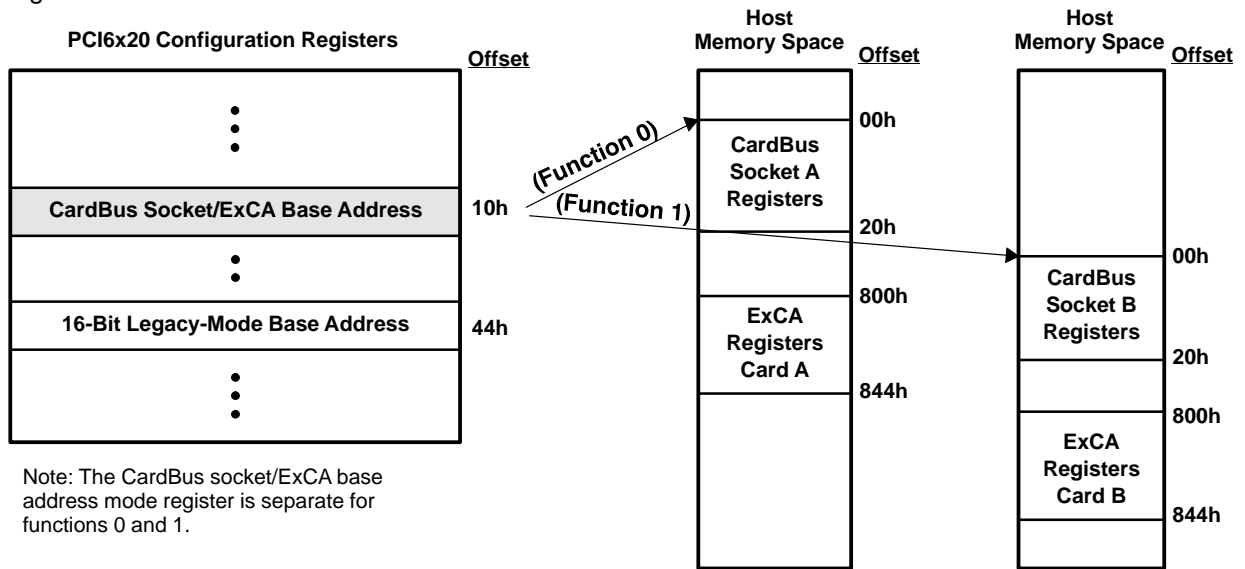 PCI6x20 Configuration Registers
Offset
CardBus Socket/ExCA Base Address
10h
16-Bit Legacy-Mode Base Address
44h
Note: The CardBus socket/ExCA base
address mode register is separate for
functions 0 and 1.
(Function 0)
(Function 1)
Host
Memory Space
Offset
00h
CardBus
Socket A
Registers
20h
800h
ExCA
Registers
Card A
844h
Host
Memory Space
Offset
00h
CardBus
Socket B
Registers
20h
800h
ExCA
Registers
Card B
844h